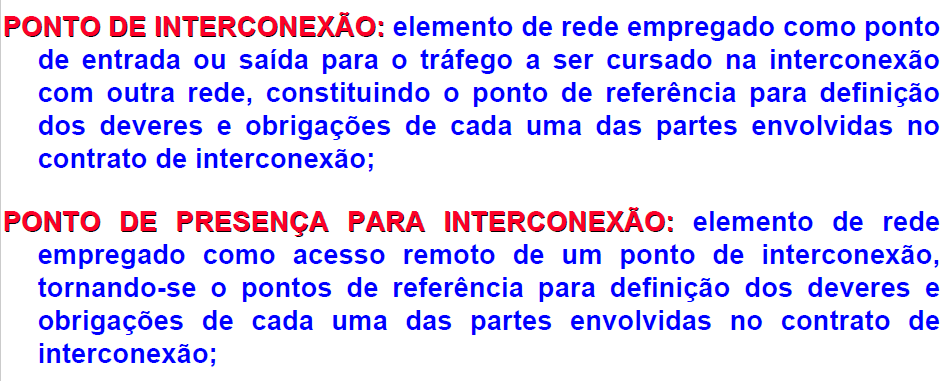 PONTO DE INTERCONEXÃO: elemento de rede empregado como ponto
de entrada ou saída para o tráfego a ser cursado na interconexão
com outra rede, constituindo o ponto de referência para definição
dos deveres e obrigações de cada uma das partes envolvidas no
contrato de interconexão;
PONTO DE PRESENÇA PARA INTERCONEXÃO: elemento de rede
empregado como acesso remoto de um ponto de interconexão,
tornando-se o pontos de referência para definição dos deveres e
obrigações de cada uma das partes envolvidas no contrato de
interconexão;